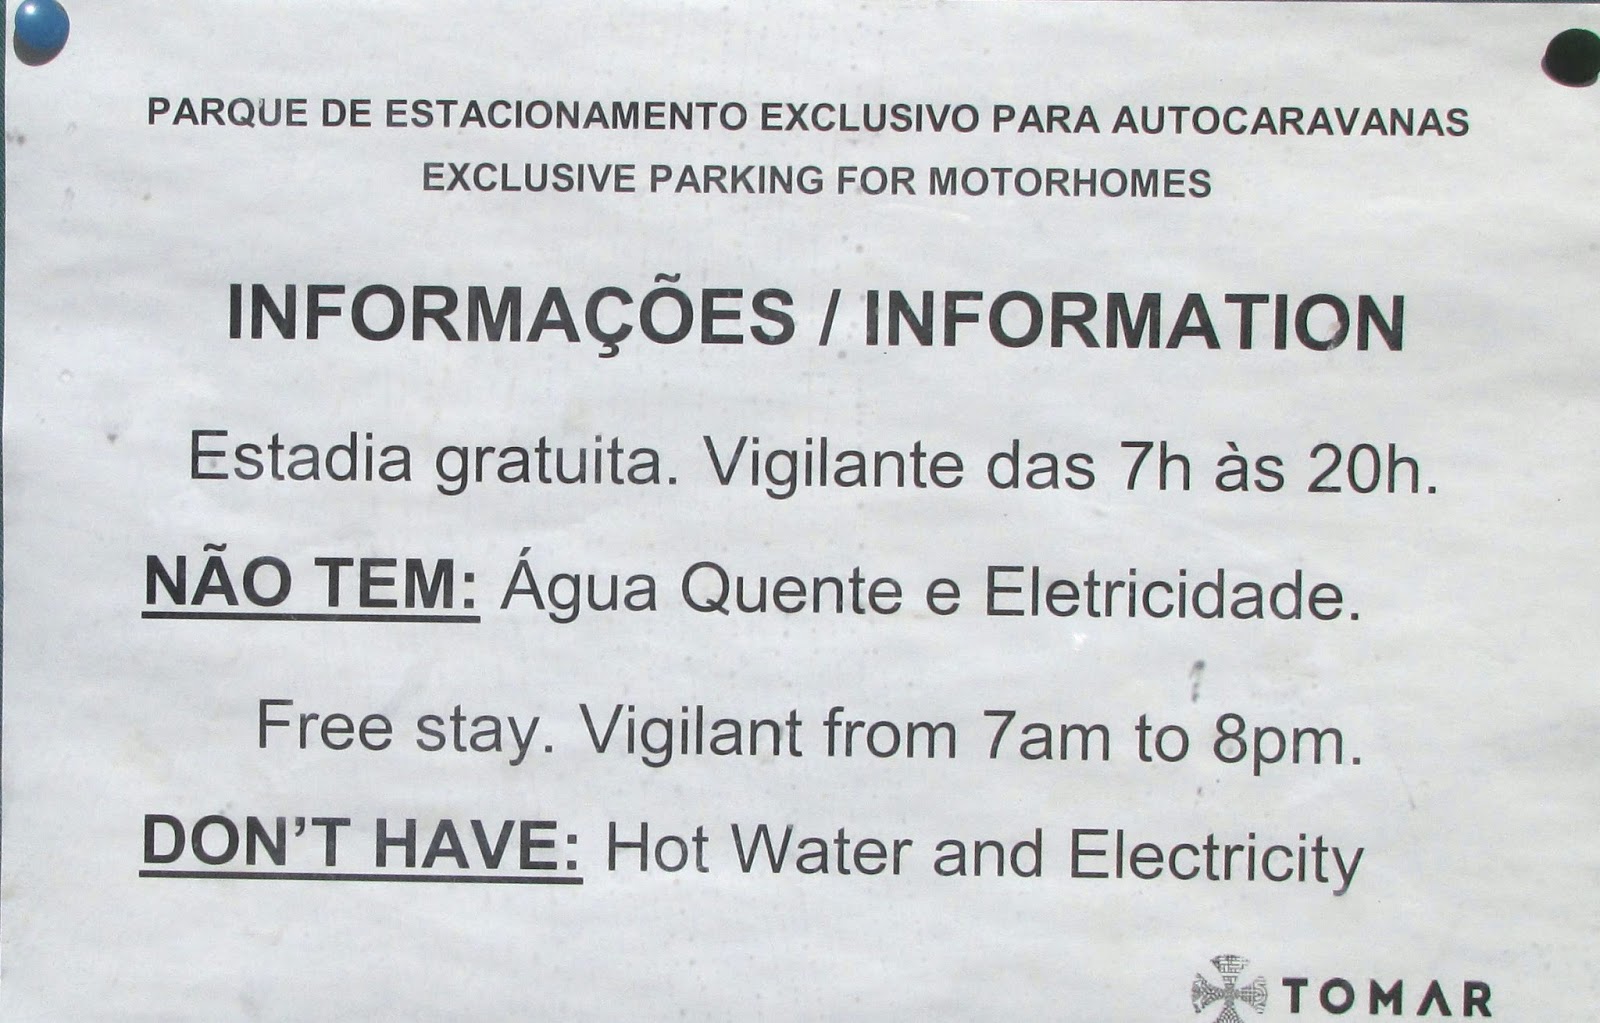 PARQUE DE ESTACIONAMENTO EXCLUSIVO PARA AUTOCARAVANAS
EXCLUSIVE PARKING FOR MOTORHOMES
INFORMAÇÕES / INFORMATION
Estadia gratuita. Vigilante das 7h às 20h.
NÃO TEM: Água Quente e Eletricidade.
Free stay. Vigilant from 7am to 8pm.
DON'T HAVE: Hot Water and Electricity
TOMAR